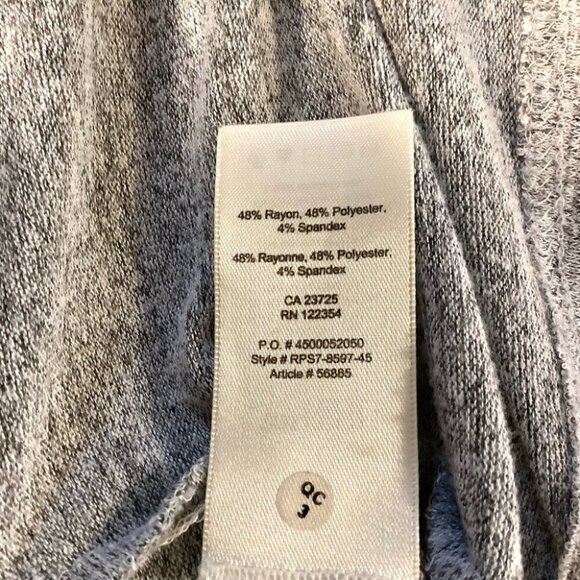 48% Rayon, 48% Polyester,
4% Spandex
48% Rayonne, 48% Polyester,
4% Spandex
CA 23725
RN 122354
P.O. # 4500052050
Style # RPS7-8597-45
Article # 56885
QC
3